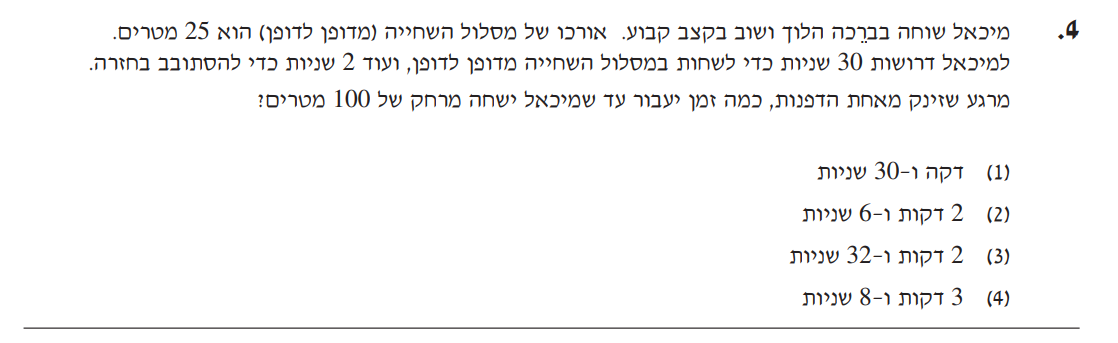 4. מיכאל שוחה בברֵכה הלוך ושוב בקצב קבוע. אורכו של מסלול השחייה (מדופן לדופן) הוא 25 מטרים.
למיכאל דרושות 30 שניות כדי לשחות במסלול השחייה מדופן לדופן, ועוד 2 שניות כדי להסתובב בחזרה.
מרגע שזינק מאחת הדפנות, כמה זמן יעבור עד שמיכאל ישחה מרחק של 100 מטרים?
(1) דקה ו-30 שניות
(2) 2 דקות ו-6 שניות
(3) 2 דקות ו-32 שניות
(4) 3 דקות ו-8 שניות